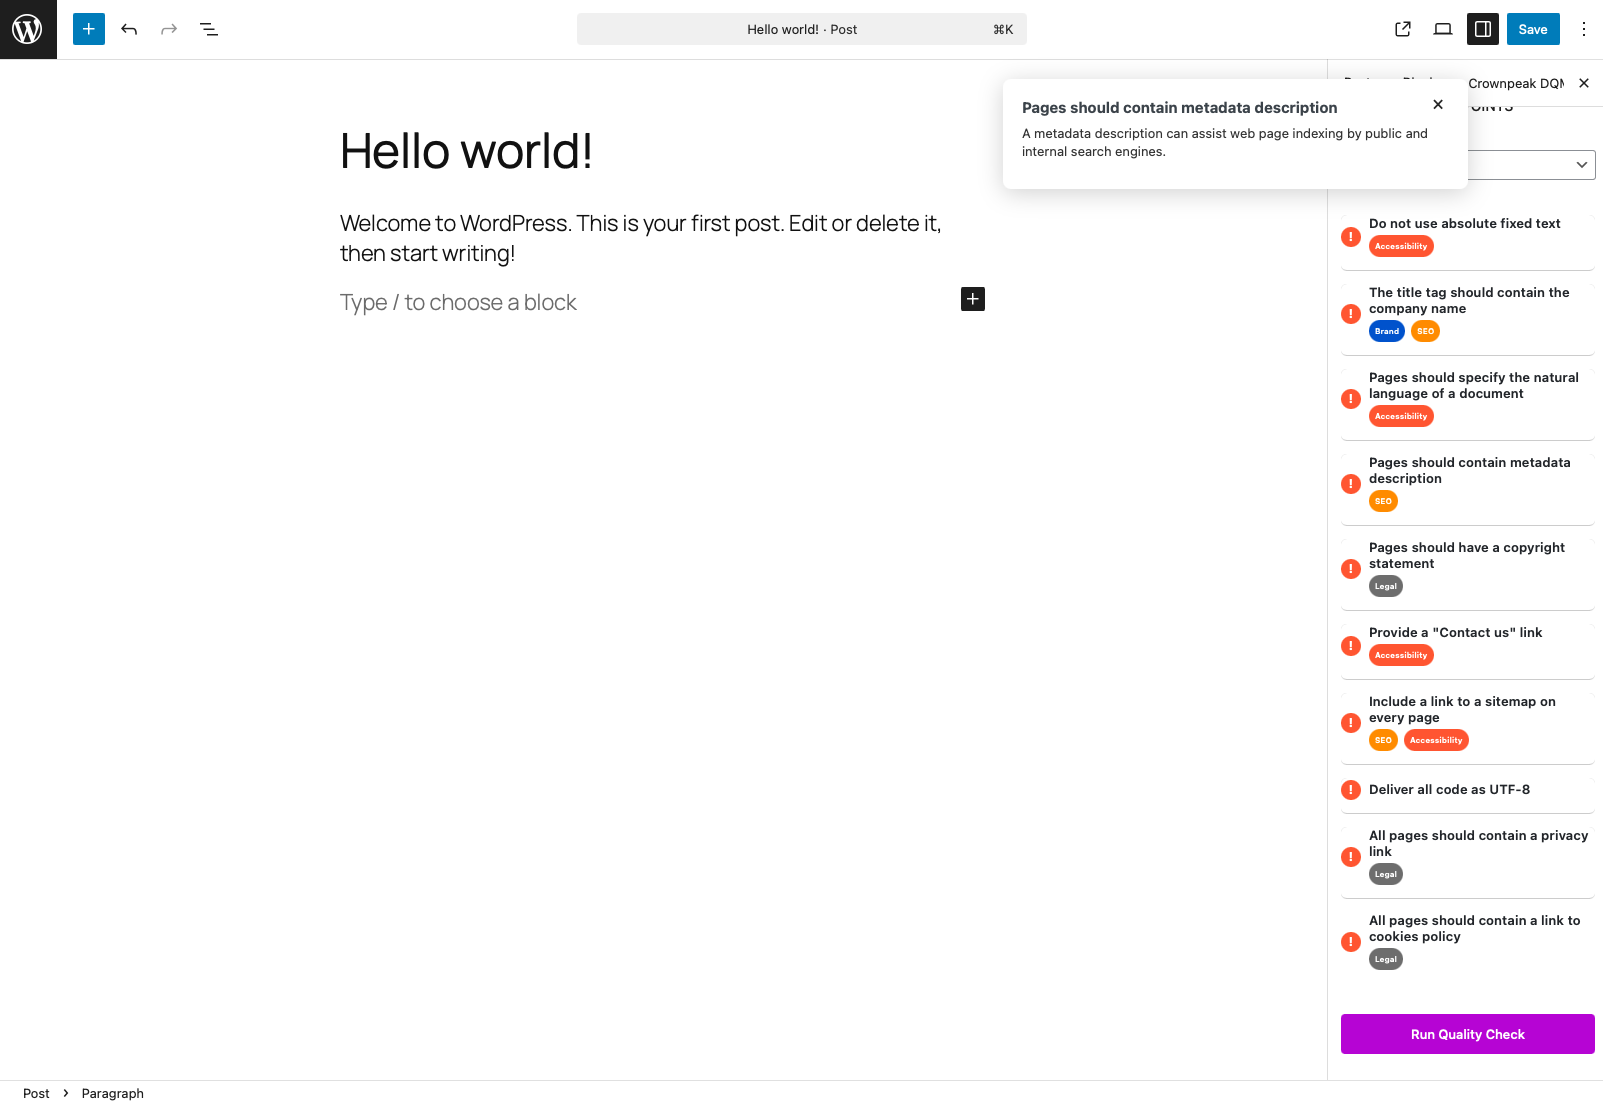 Hello world! · Post
⌘K
Save
Crownpeak DQM
Pages should contain metadata description
A metadata description can assist web page indexing by public and
internal search engines.
Hello world!
Welcome to WordPress. This is your first post. Edit or delete it,
then start writing!
Type / to choose a block
Do not use absolute fixed text
Accessibility
The title tag should contain the
company name
Brand SEO
Pages should specify the natural
language of a document
Accessibility
Pages should contain metadata
description
SEO
Pages should have a copyright
statement
Legal
Provide a "Contact us" link
Accessibility
Include a link to a sitemap on
every page
SEO Accessibility
Deliver all code as UTF-8
All pages should contain a privacy
link
Legal
All pages should contain a link to
cookies policy
Legal
Run Quality Check
Post > Paragraph